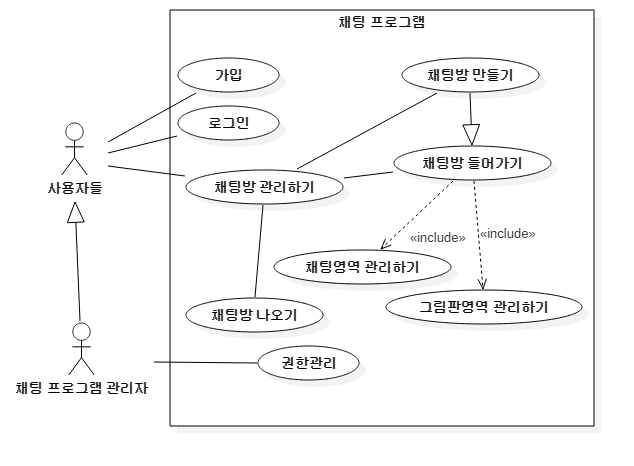 채팅 프로그램
가입
채팅방 만들기
로그인
채팅방 들어가기
사용자들
채팅방 관리하기
«include»
«include»
채팅영역 관리하기
그림판영역 관리하기
채팅방 나오기
권한관리
채팅 프로그램 관리자